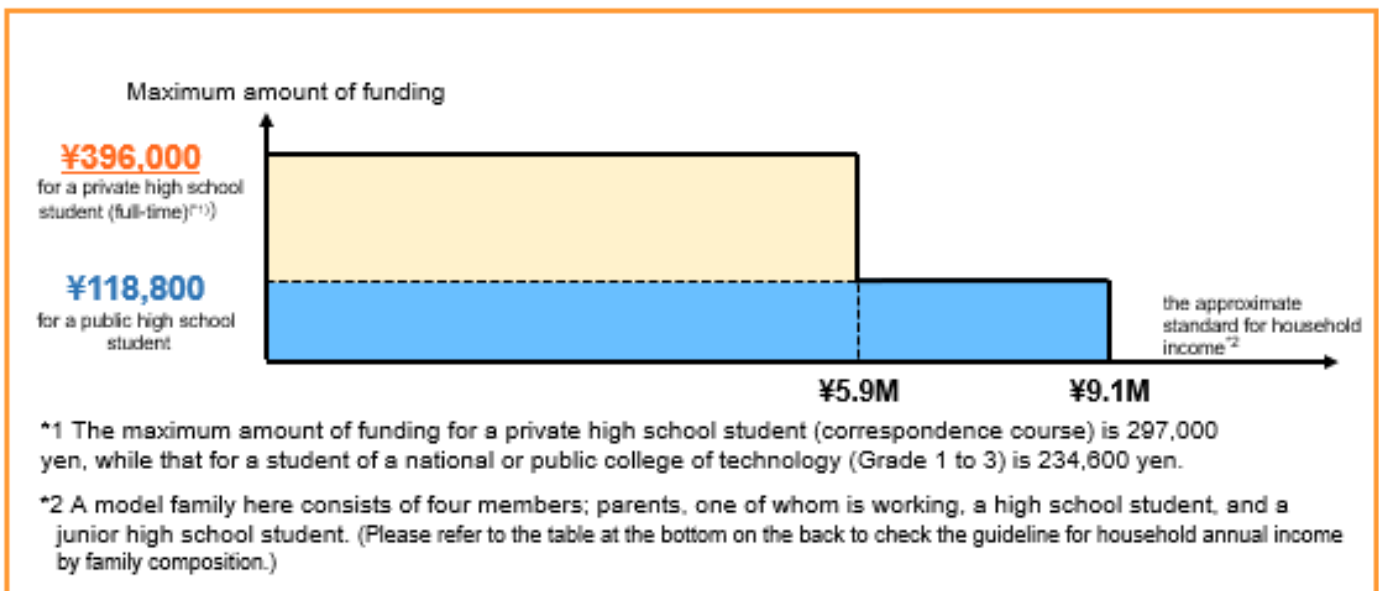 Maximum amount of funding
¥396,000
for a private high school
student (full-time)(*1))
¥118,800
for a public high school
student
the approximate
standard for household
income*2
¥5.9M
¥9.1M
*1 The maximum amount of funding for a private high school student (correspondence course) is 297,000
yen, while that for a student of a national or public college of technology (Grade 1 to 3) is 234,600 yen.
*2 A model family here consists of four members; parents, one of whom is working, a high school student, and a
junior high school student. (Please refer to the table at the bottom on the back to check the guideline for household annual income
by family composition.)